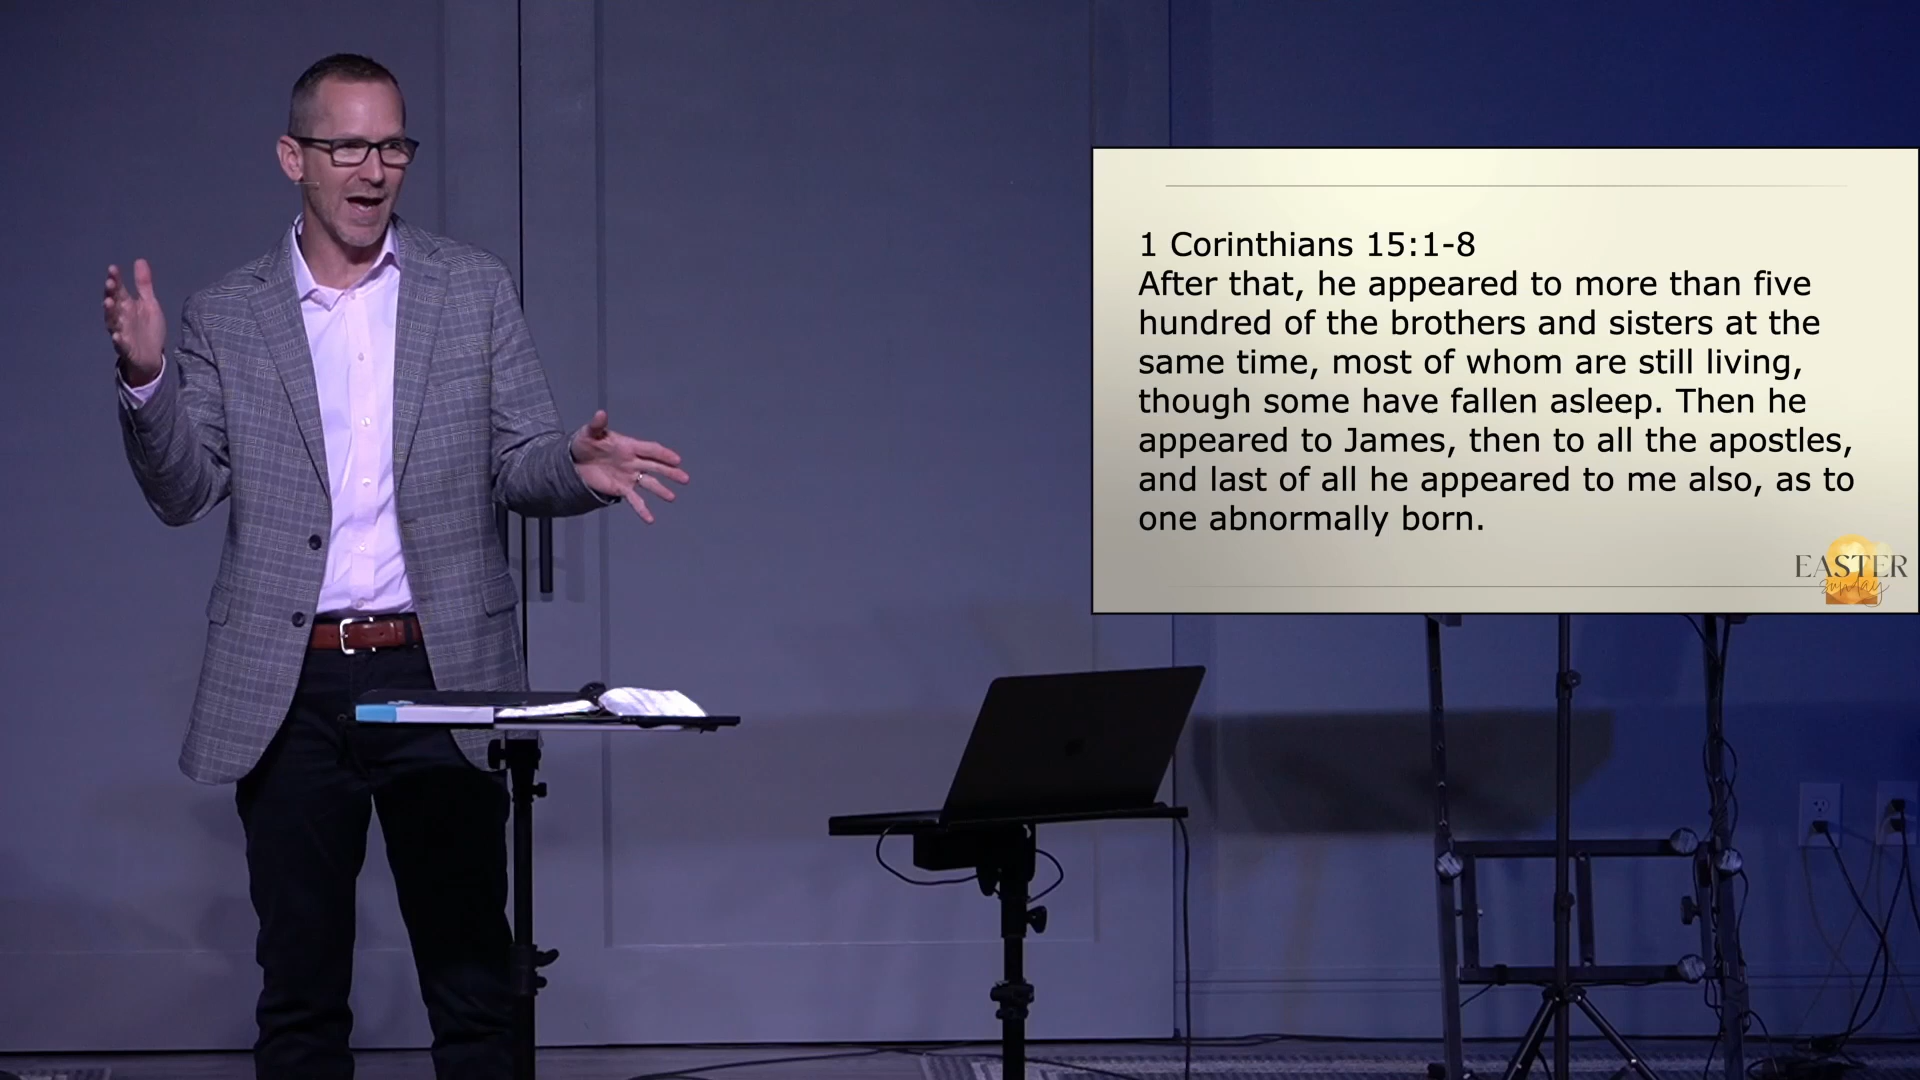 1 Corinthians 15:1-8
After that, he appeared to more than five
hundred of the brothers and sisters at the
same time, most of whom are still living,
though some have fallen asleep. Then he
appeared to James, then to all the apostles,
and last of all he appeared to me also, as to
one abnormally born.
EASTER
sunday